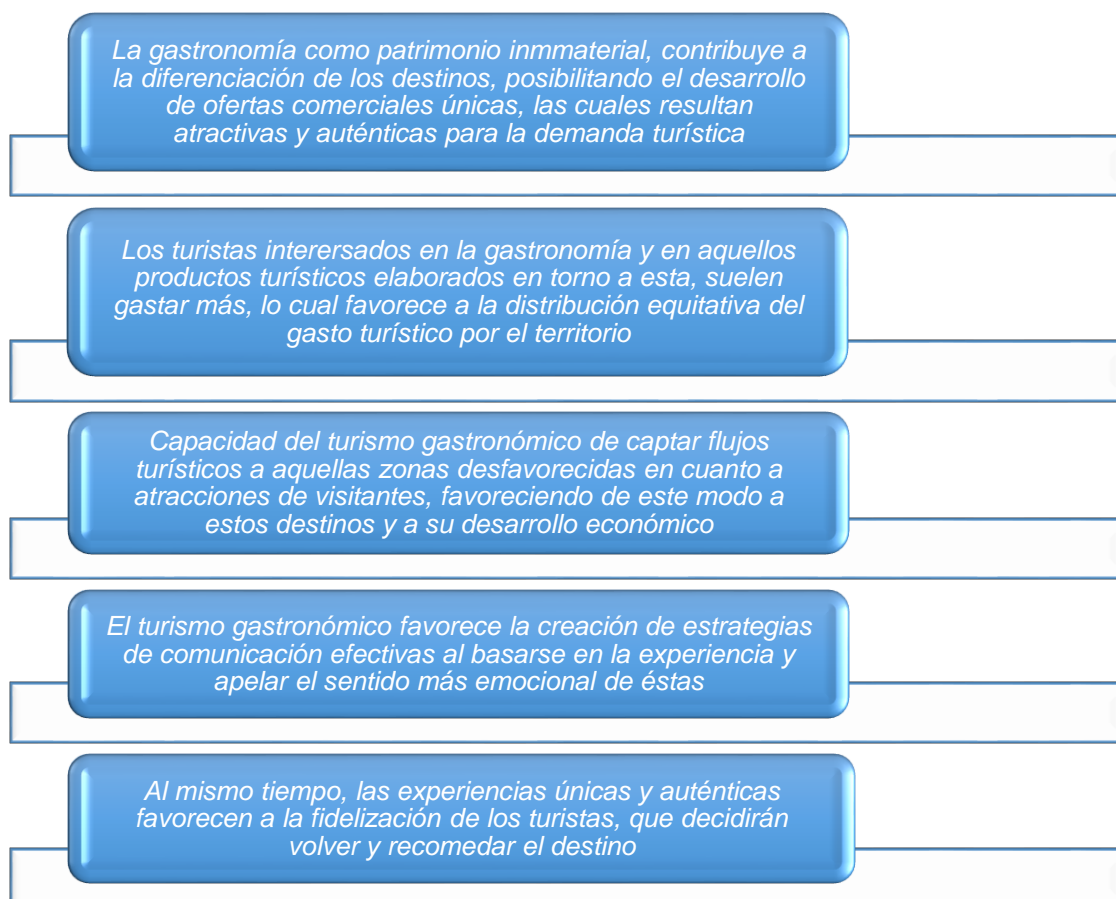 La gastronomía como patrimonio inmmaterial, contribuye a
la diferenciación de los destinos, posibilitando el desarrollo
de ofertas comerciales únicas, las cuales resultan
atractivas y auténticas para la demanda turística
Los turistas interersados en la gastronomía y en aquellos
productos turísticos elaborados en torno a esta, suelen
gastar más, lo cual favorece a la distribución equitativa del
gasto turístico por el territorio
Capacidad del turismo gastronómico de captar flujos
turísticos a aquellas zonas desfavorecidas en cuanto a
atracciones de visitantes, favoreciendo de este modo a
estos destinos y a su desarrollo económico
El turismo gastronómico favorece la creación de estrategias
de comunicación efectivas al basarse en la experiencia y
apelar el sentido más emocional de éstas
Al mismo tiempo, las experiencias únicas y auténticas
favorecen a la fidelización de los turistas, que decidirán
volver y recomedar el destino